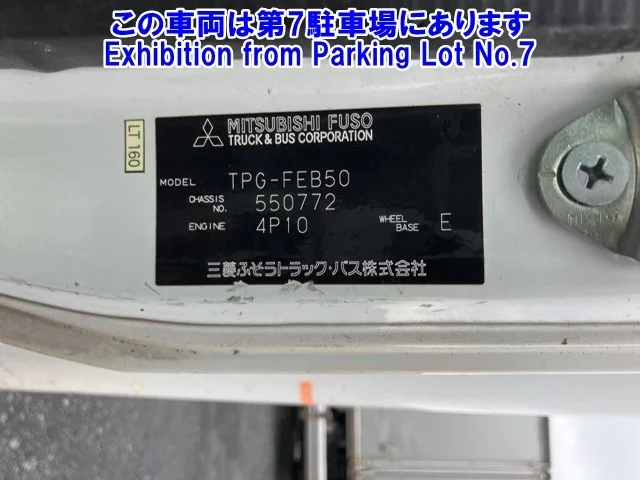 この車両は第7駐車場にあります
Exhibition from Parking Lot No.7
LT160
MITSUBISHI FUSO
TRUCK & BUS CORPORATION
MODEL TPG-FEB50
CHASSIS NO. 550772
ENGINE 4P10 WHEEL BASE E
三菱ふそうトラック・バス株式会社